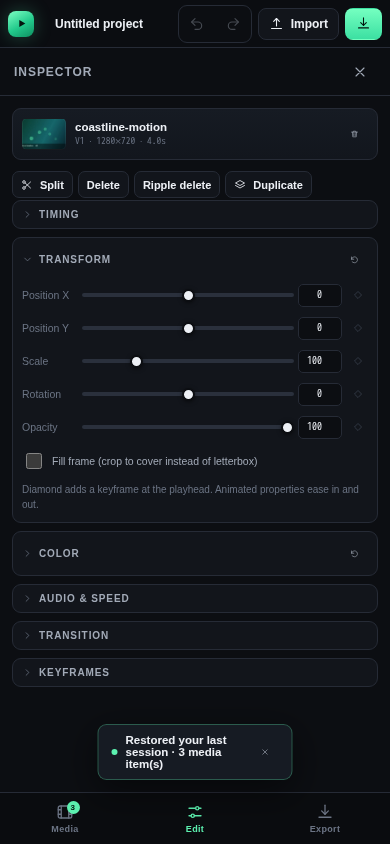 Untitled project
Import
INSPECTOR
coastline-motion
V1 · 1280×720 · 4.0s
Split
Delete
Ripple delete
Duplicate
TIMING
TRANSFORM
Position X 0
Position Y 0
Scale 100
Rotation 0
Opacity 100
Fill frame (crop to cover instead of letterbox)
Diamond adds a keyframe at the playhead. Animated properties ease in and
out.
COLOR
AUDIO & SPEED
TRANSITION
KEYFRAMES
Restored your last
session · 3 media
item(s)
3
Media
Edit
Export